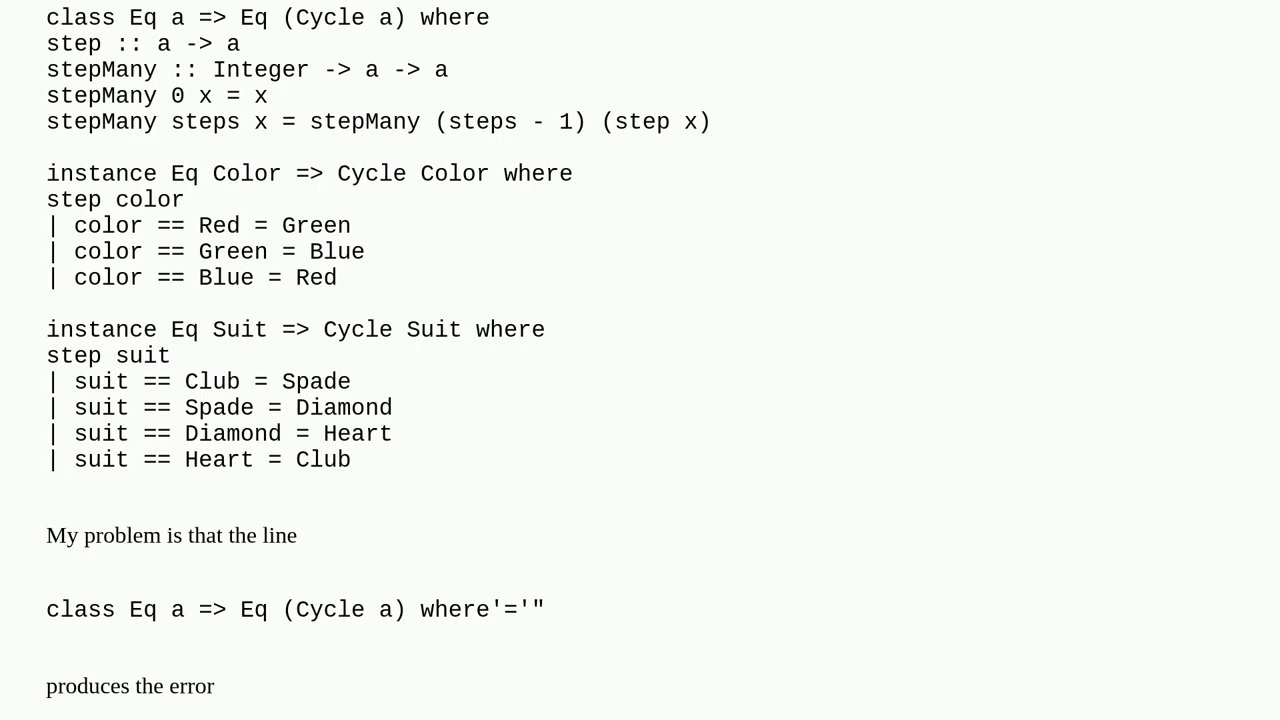 class Eq a => Eq (Cycle a) where
step :: a -> a
stepMany :: Integer -> a -> a
stepMany 0 x = x
stepMany steps x = stepMany (steps - 1) (step x)
instance Eq Color => Cycle Color where
step color
| color == Red = Green
| color == Green = Blue
| color == Blue = Red
instance Eq Suit => Cycle Suit where
step suit
| suit == Club = Spade
| suit == Spade = Diamond
| suit == Diamond = Heart
| suit == Heart = Club
My problem is that the line
class Eq a => Eq (Cycle a) where'='"
produces the error